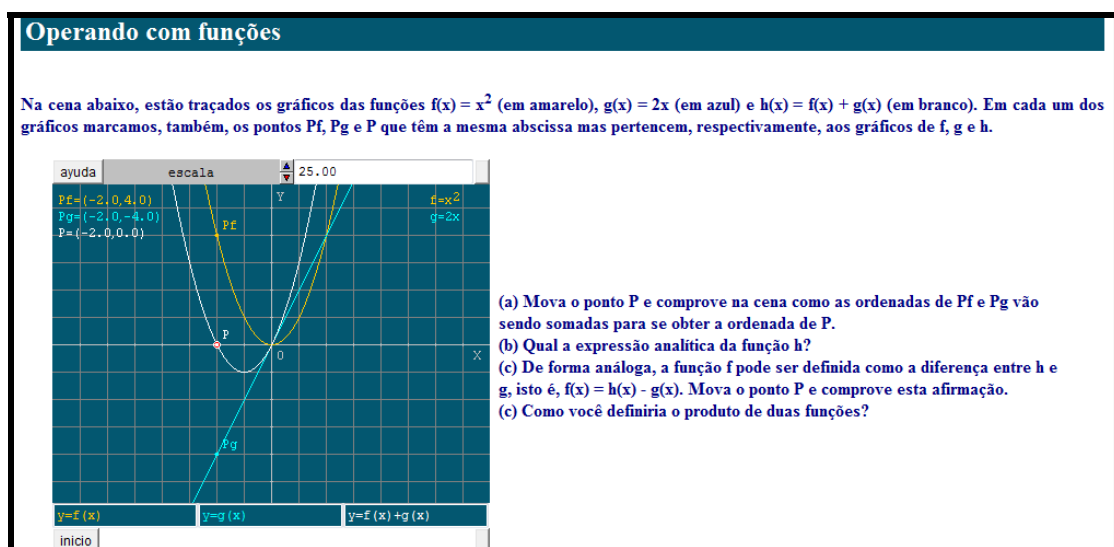 Operando com funções
Na cena abaixo, estão traçados os gráficos das funções f(x) = x² (em amarelo), g(x) = 2x (em azul) e h(x) = f(x) + g(x) (em branco). Em cada um dos
gráficos marcamos, também, os pontos Pf, Pg e P que têm a mesma abscissa mas pertencem, respectivamente, aos gráficos de f, g e h.
ayuda escala 25.00
Pf=(-2.0,4.0) Y f=x2
Pg=(-2.0,-4.0) g=2x
P=(-2.0,0.0)
Pf
P
0 X
Pg
y=f(x) y=g(x) y=f(x)+g(x)
inicio
(a) Mova o ponto P e comprove na cena como as ordenadas de Pf e Pg vão
sendo somadas para se obter a ordenada de P.
(b) Qual a expressão analítica da função h?
(c) De forma análoga, a função f pode ser definida como a diferença entre h e
g, isto é, f(x) = h(x) - g(x). Mova o ponto P e comprove esta afirmação.
(c) Como você definiria o produto de duas funções?